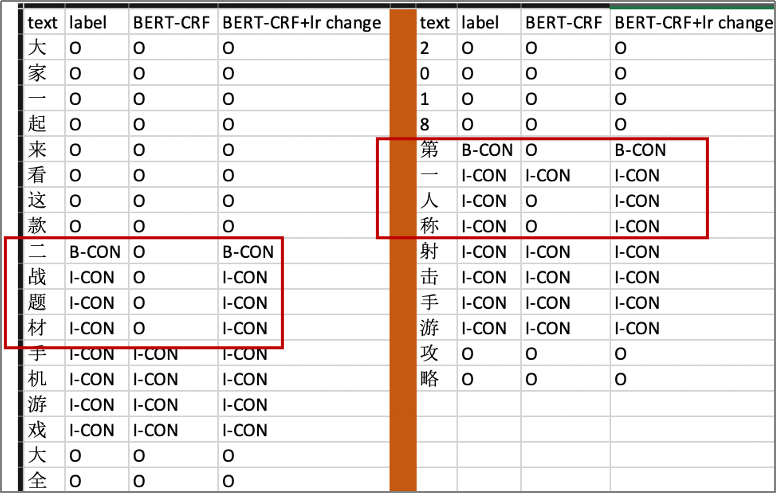 text label BERT-CRF BERT-CRF+lr change text label BERT-CRF BERT-CRF+lr change
大 O O O 2 O O O
家 O O O 0 O O O
一 O O O 1 O O O
起 O O O 8 O O O
来 O O O 第 B-CON O B-CON
看 O O O 一 I-CON I-CON I-CON
这 O O O 人 I-CON O I-CON
款 O O O 称 I-CON O I-CON
二 B-CON O B-CON 射 I-CON I-CON I-CON
战 I-CON O I-CON 击 I-CON I-CON I-CON
题 I-CON O I-CON 手 I-CON I-CON I-CON
材 I-CON O I-CON 游 I-CON I-CON I-CON
手 I-CON I-CON I-CON 攻 O O O
机 I-CON I-CON I-CON 略 O O O
游 I-CON I-CON I-CON
戏 I-CON I-CON I-CON
大 O O O
全 O O O